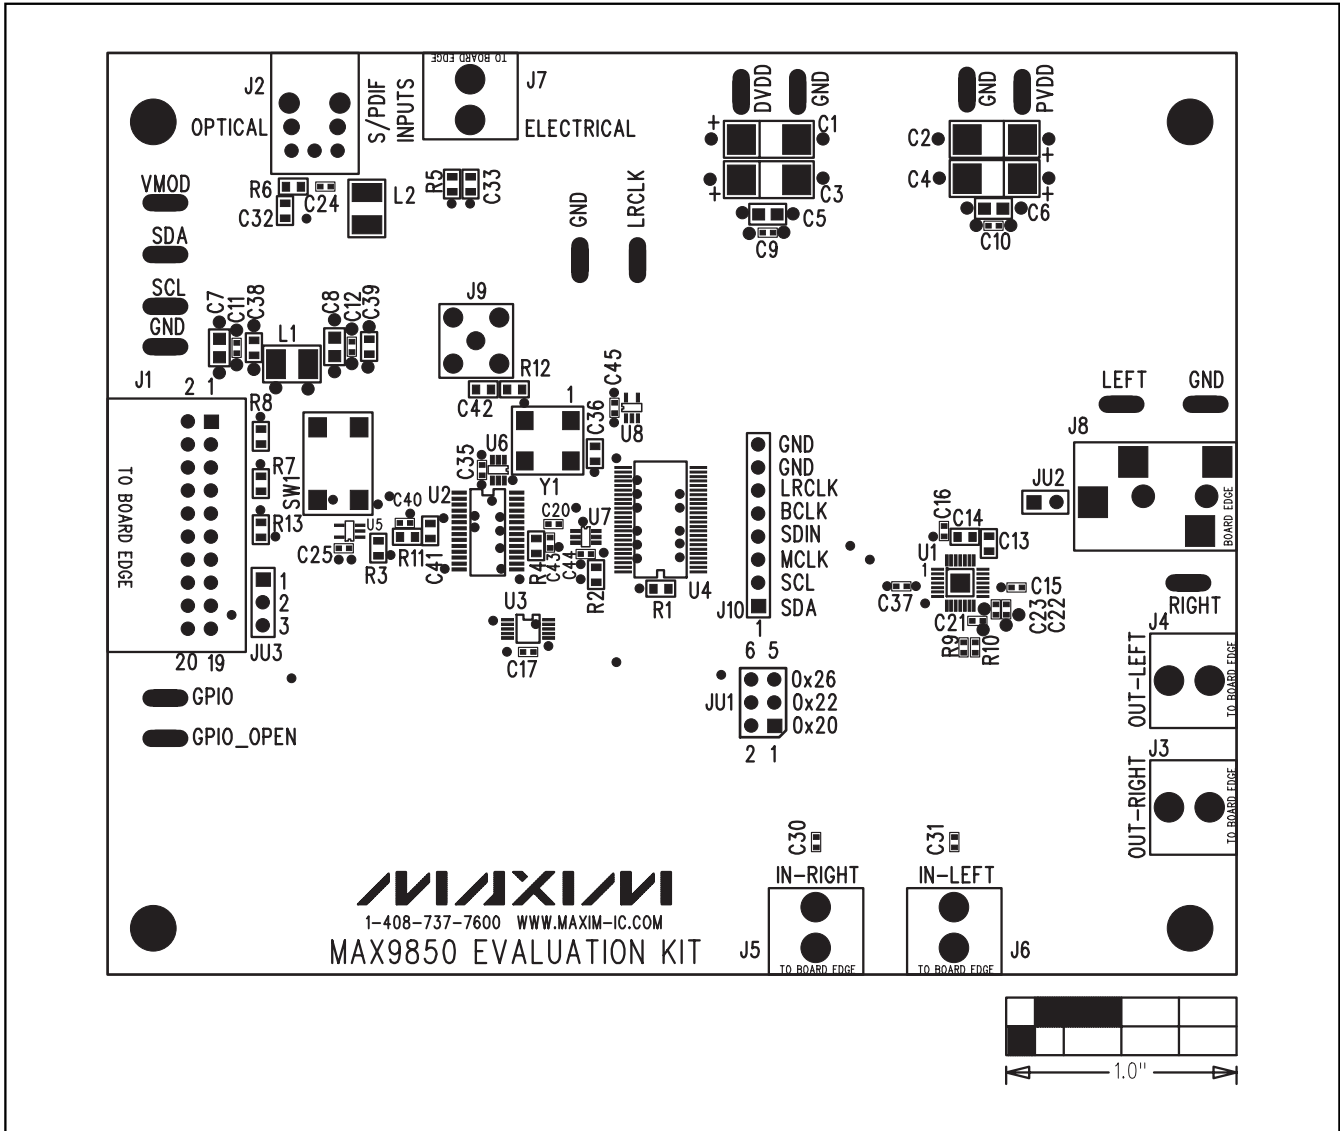 TO BOARD EDGE
J2
J7
S/PDIF
INPUTS
OPTICAL
ELECTRICAL
DVDD
GND
GND
PVDD
+
C1
C2
+
+
C3
C4
+
C5
C6
C9
C10
VMOD
R6
C24
C32
L2
R5
C33
SDA
GND
LRCLK
SCL
GND
C7
C11
C38
L1
C8
C12
C39
J9
C42
R12
C45
U8
J1
2 1
R8
R7
R13
SW1
TO BOARD EDGE
20 19
1
2
3
JU3
1
Y1
C36
C35
U6
U2
C40
U5
C25
R3
R11
C41
R4
C43
C20
C44
U7
R2
R1
U4
U3
C17
GND
GND
LRCLK
BCLK
SDIN
MCLK
SCL
SDA
J10
1
6 5
JU1
0x26
0x22
0x20
2 1
LEFT
GND
J8
JU2
BOARD EDGE
RIGHT
C16
C14
C13
U1
1
C37
C15
C21
C23
C22
R9
R10
J4
OUT-LEFT
TO BOARD EDGE
J3
OUT-RIGHT
TO BOARD EDGE
GPIO
GPIO_OPEN
C30
C31
IN-RIGHT
IN-LEFT
MAXIM
1-408-737-7600 WWW.MAXIM-IC.COM
MAX9850 EVALUATION KIT
J5
TO BOARD EDGE
TO BOARD EDGE
J6
1.0"